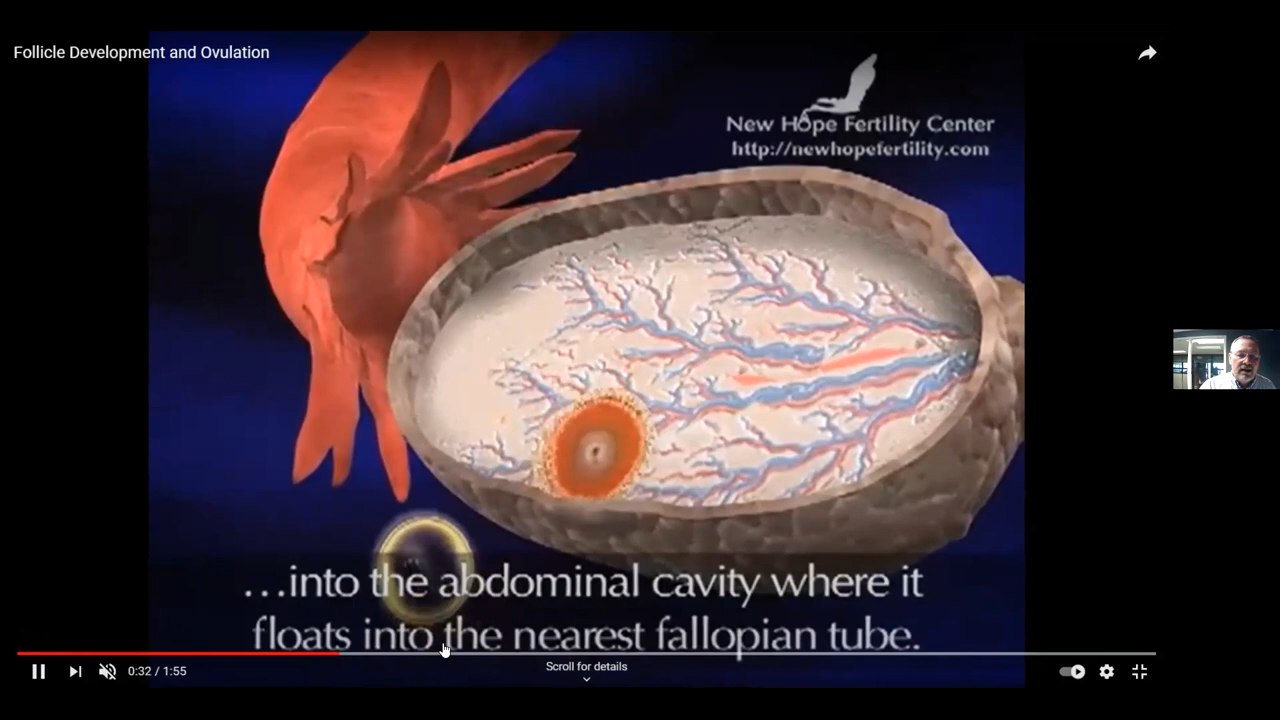 Follicle Development and Ovulation
New Hope Fertility Center
http://newhopefertility.com
...into the abdominal cavity where it
floats into the nearest fallopian tube.
0:32 / 1:55
Scroll for details